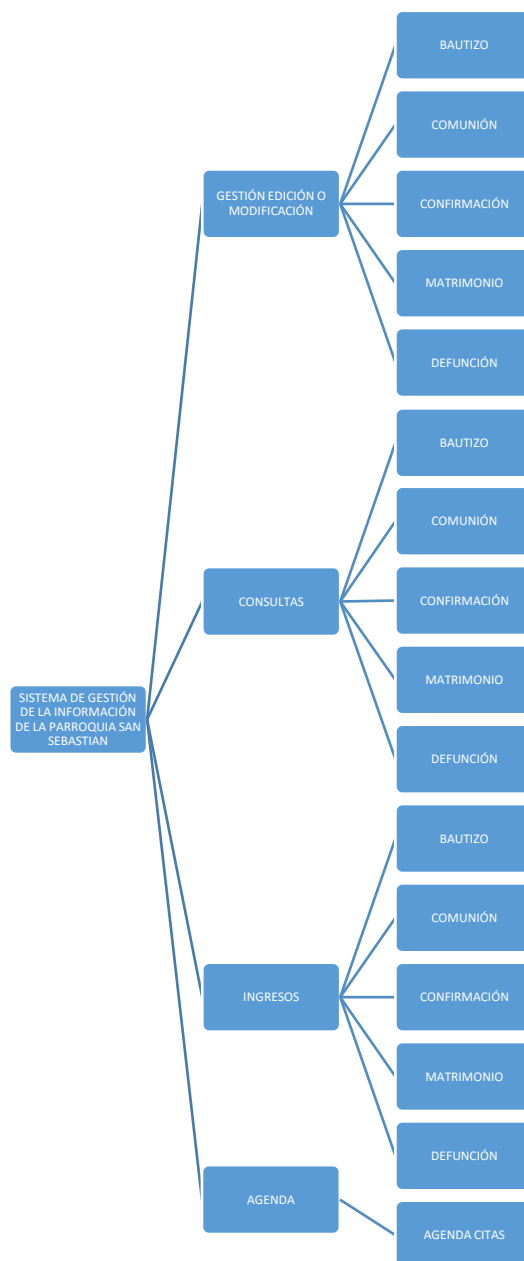 SISTEMA DE GESTIÓN
DE LA INFORMACIÓN
DE LA PARROQUIA SAN
SEBASTIAN
GESTIÓN EDICIÓN O
MODIFICACIÓN
BAUTIZO
COMUNIÓN
CONFIRMACIÓN
MATRIMONIO
DEFUNCIÓN
CONSULTAS
BAUTIZO
COMUNIÓN
CONFIRMACIÓN
MATRIMONIO
DEFUNCIÓN
INGRESOS
BAUTIZO
COMUNIÓN
CONFIRMACIÓN
MATRIMONIO
DEFUNCIÓN
AGENDA
AGENDA CITAS